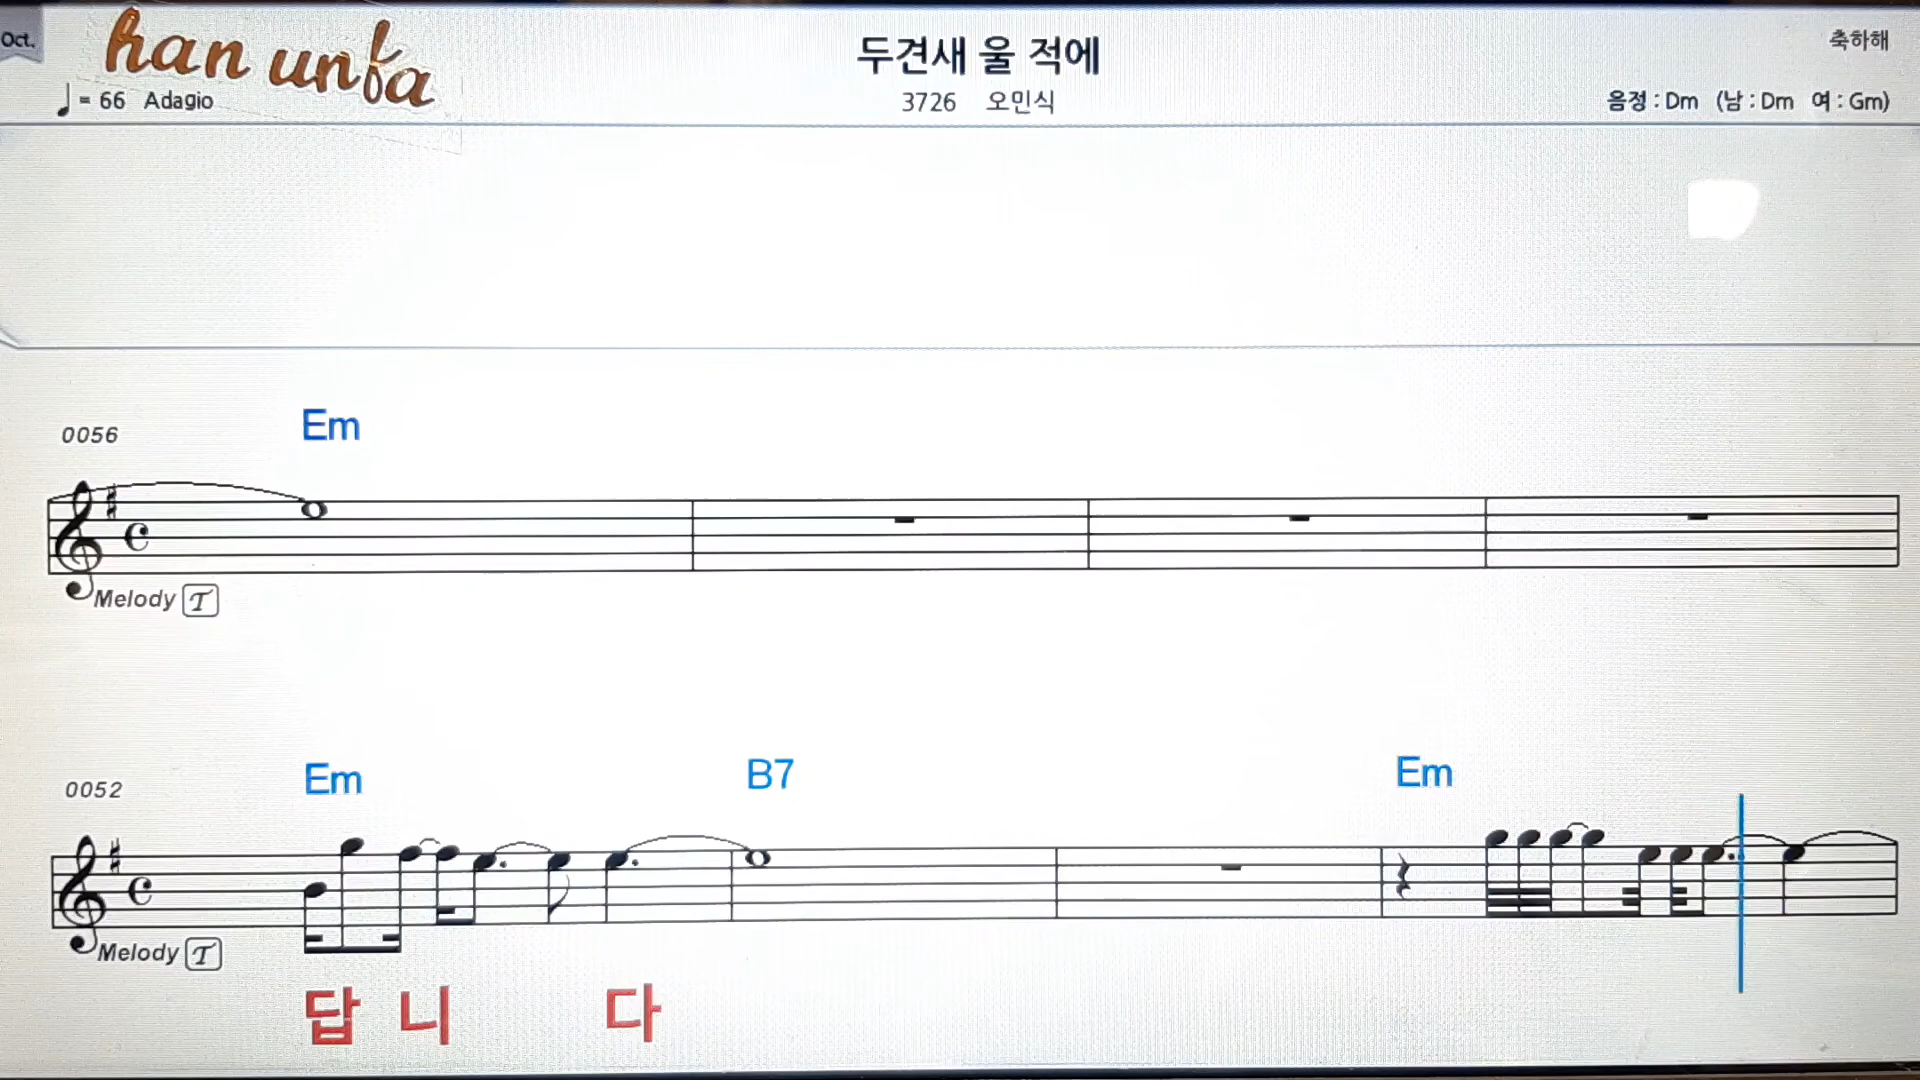 Oct.
han unfa
두견새 울 적에
축하해
= 66 Adagio
3726 오민식
음정 : Dm (남 : Dm 여 : Gm)
0056
Em
Melody T
0052
Em B7 Em
Melody T
답 니 다